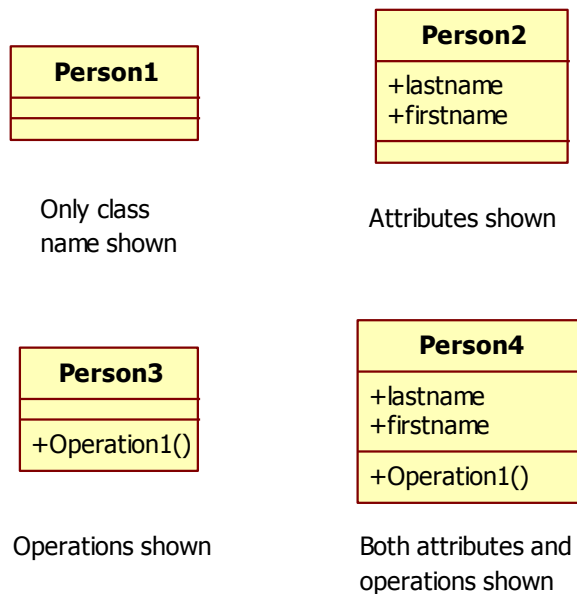 Person1
Only class
name shown
Person2
+lastname
+firstname
Attributes shown
Person3
+Operation1()
Operations shown
Person4
+lastname
+firstname
+Operation1()
Both attributes and
operations shown